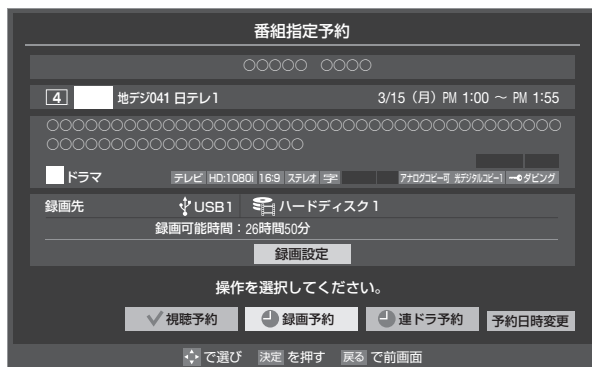 番組指定予約
○○○○○ ○○○○
4 地デジ041 日テレ1 3/15（月）PM 1:00 ～ PM 1:55
○○○○○○○○○○○○○○○○○○○○○○○○○○○○○○○○○○
○○○○○○○○○○○○○○○○○
ドラマ テレビ HD:1080i 16:9 ステレオ 字 アナログコピー可 光デジタルコピー1 ダビング
録画先 USB1 ハードディスク1
録画可能時間：26時間50分
録画設定
操作を選択してください。
視聴予約 録画予約 連ドラ予約 予約日時変更
で選び 決定 を押す 戻る で前画面